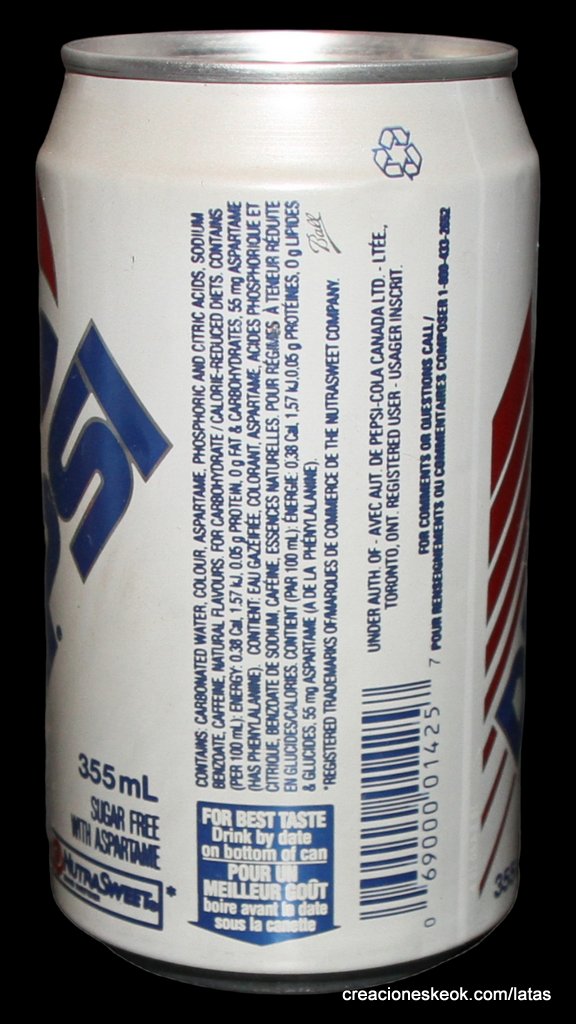 355 mL
SUGAR FREE
WITH ASPARTAME
NUTRASWEET
*
CONTAINS: CARBONATED WATER, COLOUR, ASPARTAME, PHOSPHORIC AND CITRIC ACIDS, SODIUM
BENZOATE, CAFFEINE, NATURAL FLAVOURS. FOR CARBOHYDRATE / CALORIE-REDUCED DIETS. CONTAINS
(PER 100 mL): ENERGY: 0.38 Cal, 1.57 kJ, 0.05 g PROTEIN, 0 g FAT & CARBOHYDRATES, 56 mg ASPARTAME
(HAS PHENYLALANINE). CONTIENT: EAU GAZÉIFIÉE, COLORANT, ASPARTAME, ACIDES PHOSPHORIQUE ET
CITRIQUE, BENZOATE DE SODIUM, CAFÉINE, ESSENCES NATURELLES. POUR RÉGIMES À TENEUR RÉDUITE
EN GLUCIDES/CALORIES. CONTIENT (PAR 100 mL): ÉNERGIE: 0,38 Cal, 1,57 kJ, 0,05 g PROTÉINES, 0 g LIPIDES
& GLUCIDES, 56 mg ASPARTAME (A DE LA PHÉNYLALANINE).
*REGISTERED TRADEMARKS OF-MARQUES DE COMMERCE DE THE NUTRASWEET COMPANY.
Ball
UNDER AUTH. OF - AVEC AUT. DE PEPSI-COLA CANADA LTD. - LTÉE,
TORONTO, ONT. REGISTERED USER - USAGER INSCRIT.
FOR COMMENTS OR QUESTIONS CALL /
POUR RENSEIGNEMENTS OU COMMENTAIRES COMPOSER
FOR BEST TASTE
Drink by date
on bottom of can
POUR UN
MEILLEUR GOÛT
boire avant la date
sous la canette
0 69000 01425 7
creacioneskeok.com/latas